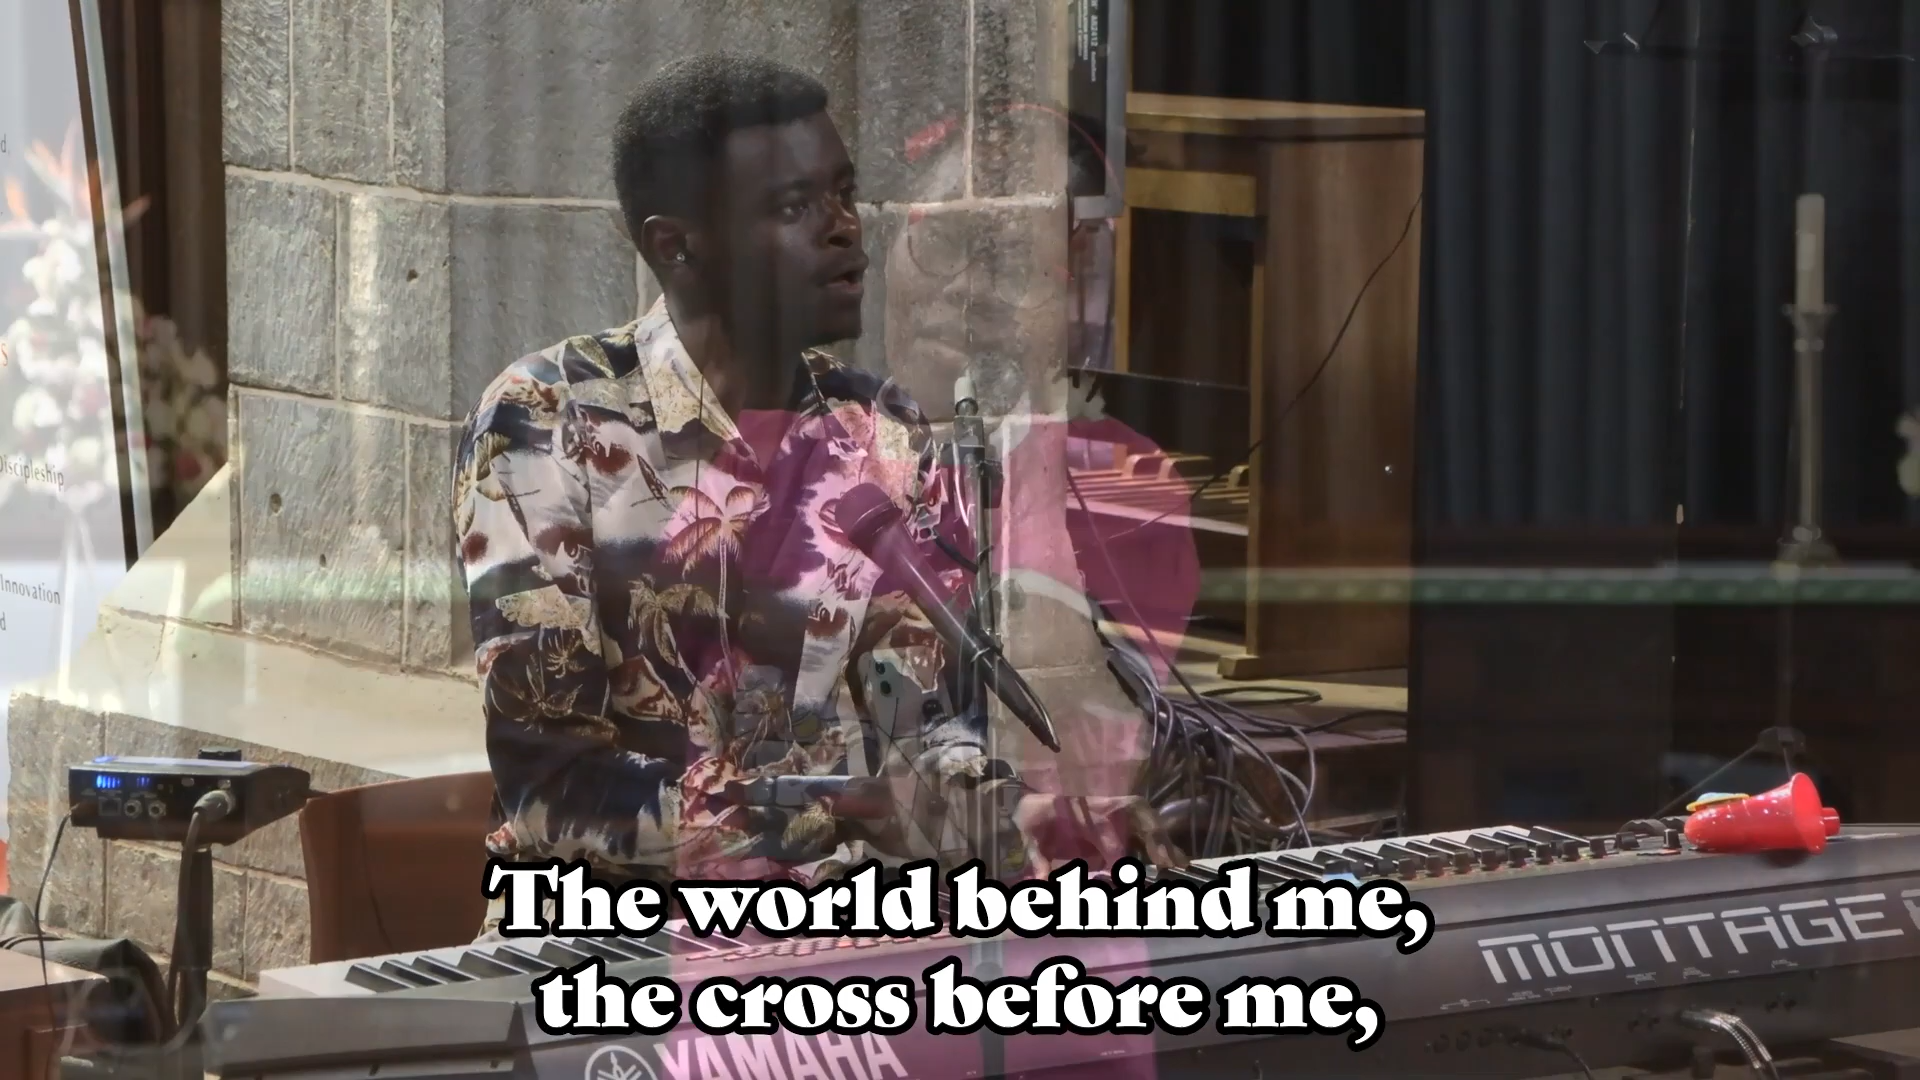 Discipleship
Innovation
The world behind me,
the cross before me,
MONTAGE
YAMAHA